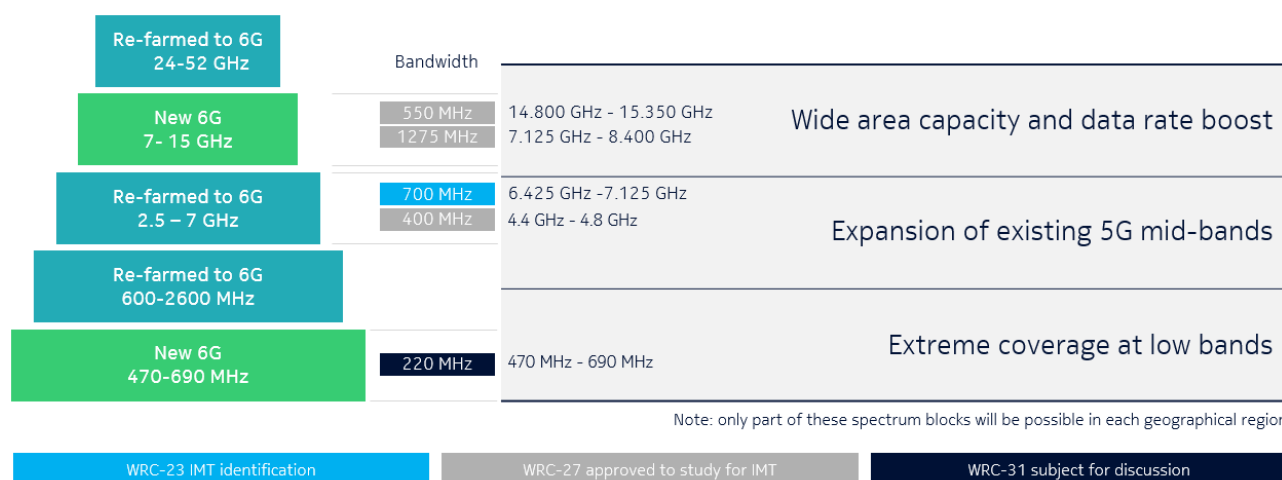 Re-farmed to 6G
24-52 GHz
Bandwidth
New 6G
7- 15 GHz
550 MHz
14.800 GHz - 15.350 GHz
1275 MHz
7.125 GHz - 8.400 GHz
Wide area capacity and data rate boost
Re-farmed to 6G
2.5 – 7 GHz
700 MHz
6.425 GHz -7.125 GHz
400 MHz
4.4 GHz - 4.8 GHz
Expansion of existing 5G mid-bands
Re-farmed to 6G
600-2600 MHz
New 6G
470-690 MHz
220 MHz
470 MHz - 690 MHz
Extreme coverage at low bands
Note: only part of these spectrum blocks will be possible in each geographical region
WRC-23 IMT identification
WRC-27 approved to study for IMT
WRC-31 subject for discussion